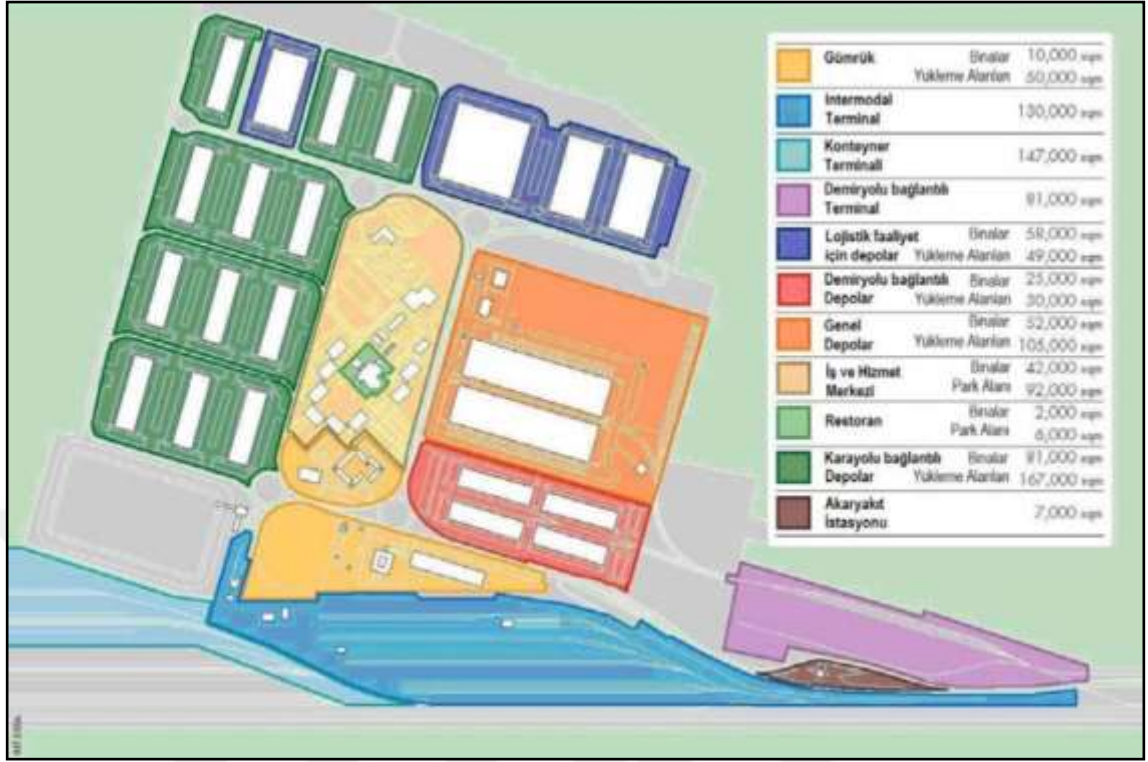 Gümrük Binalar 10,000 sqm
Yükleme Alanları 50,000 sqm
Intermodal
Terminal 130,000 sqm
Konteyner
Terminali 147,000 sqm
Demiryolu bağlantılı
Terminal 81,000 sqm
Lojistik faaliyet Binalar 58,000 sqm
için depolar Yükleme Alanları 49,000 sqm
Demiryolu bağlantılı Binalar 25,000 sqm
Depolar Yükleme Alanları 30,000 sqm
Genel Binalar 52,000 sqm
Depolar Yükleme Alanları 105,000 sqm
İş ve Hizmet Binalar 42,000 sqm
Merkezi Park Alanı 92,000 sqm
Restoran Binalar 2,000 sqm
Park Alanı 6,000 sqm
Karayolu bağlantılı Binalar 81,000 sqm
Depolar Yükleme Alanları 167,000 sqm
Akaryakıt
İstasyonu 7,000 sqm